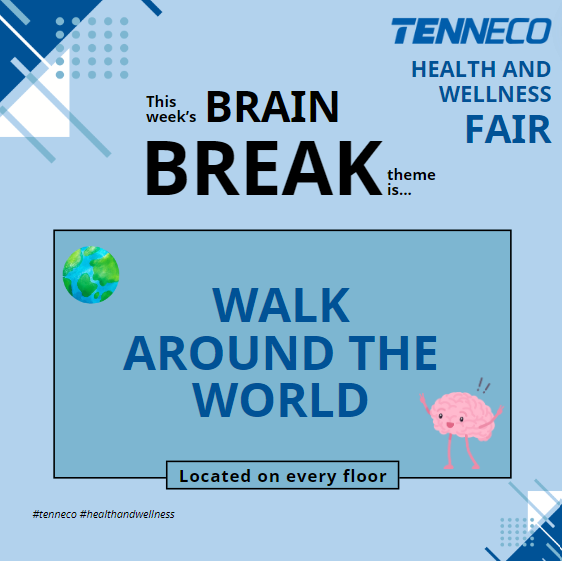 TENNECO
HEALTH AND
WELLNESS
FAIR
This
week's BRAIN
BREAK theme
is...
WALK
AROUND THE
WORLD
Located on every floor
#tenneco #healthandwellness